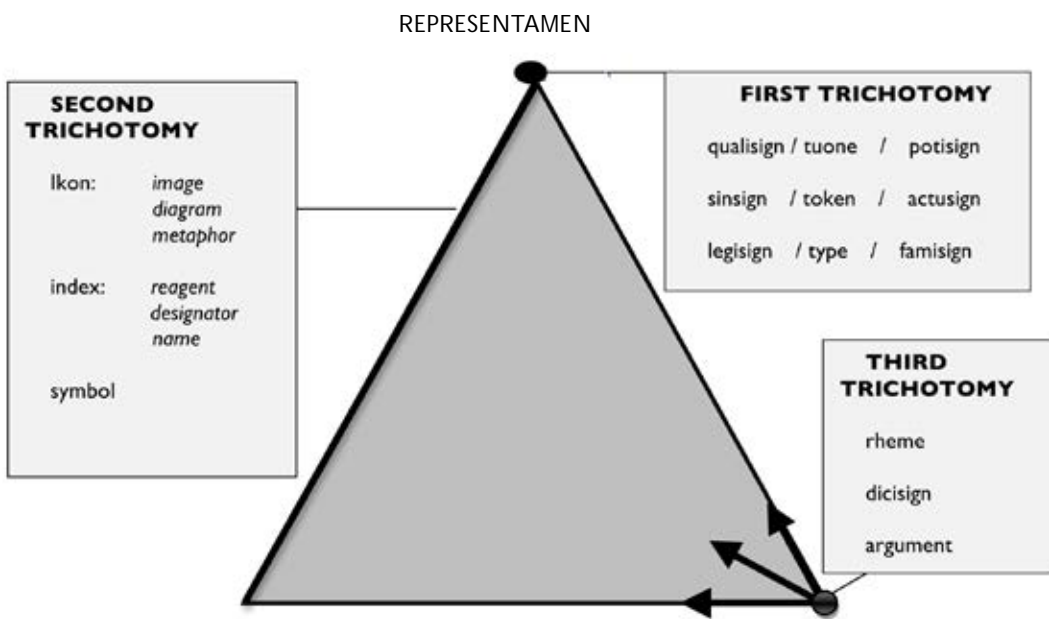 REPRESENTAMEN
SECOND
TRICHOTOMY
Ikon: image
diagram
metaphor
index: reagent
designator
name
symbol
FIRST TRICHOTOMY
qualisign / tuone / potisign
sinsign / token / actusign
legisign / type / famisign
THIRD
TRICHOTOMY
rheme
dicisign
argument